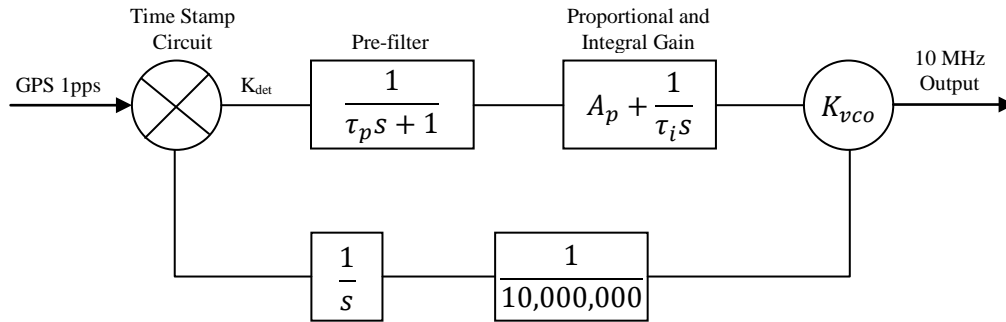 Time Stamp
Circuit
Pre-filter
Proportional and
Integral Gain
10 MHz
Output
GPS 1pps
K_det
1
τ_p s + 1
A_p + 1
τ_i s
K_vco
1
s
1
10,000,000